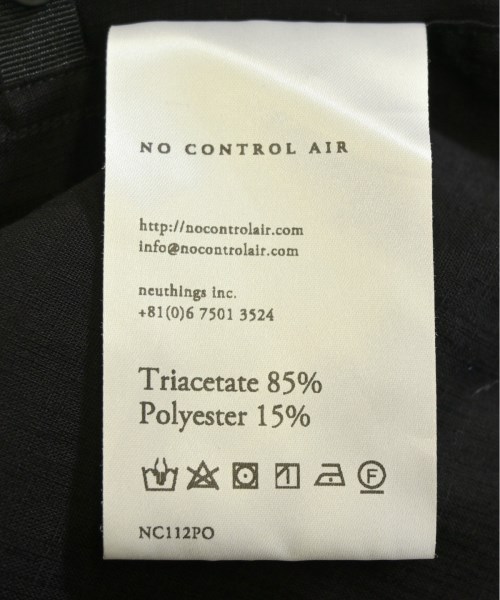 NO CONTROL AIR
http://nocontrolair.com
info@nocontrolair.com
neuthings inc.
+81(0)6 7501 3524
Triacetate 85%
Polyester 15%
F
NC112PO